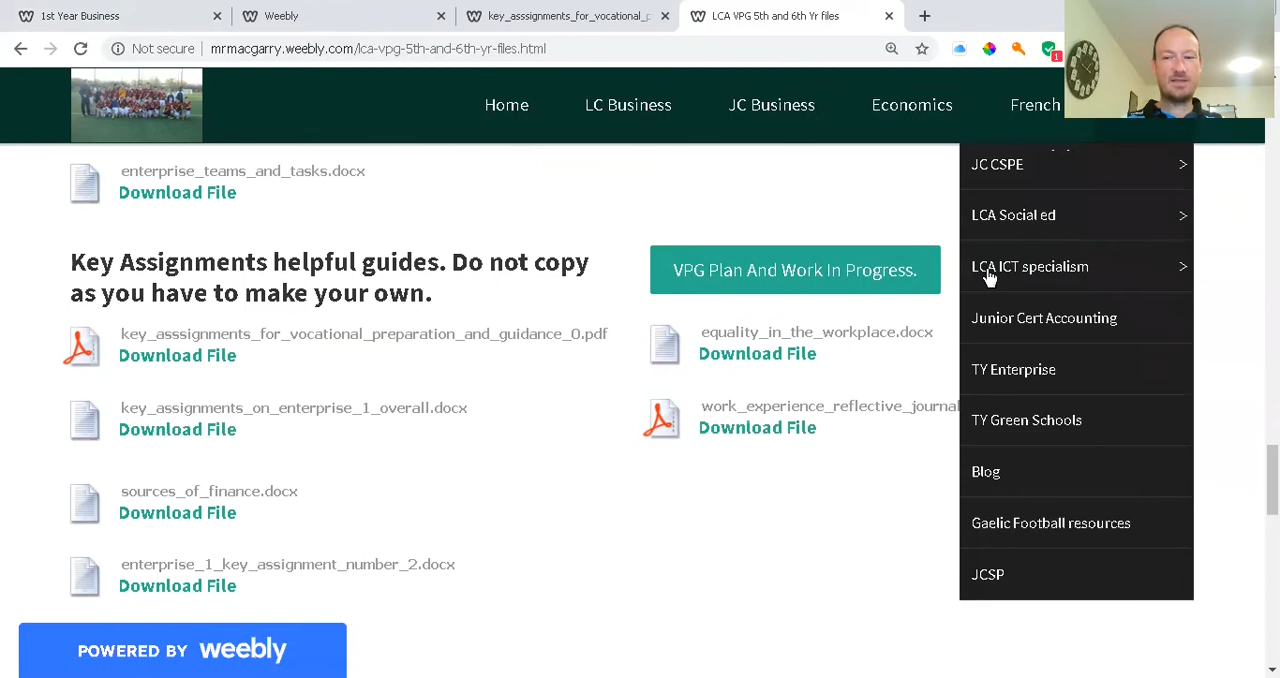 1st Year Business
Weebly
key_asssignments_for_vocational_p
LCA VPG 5th and 6th Yr files
Not secure
mrmacgarry.weebly.com/lca-vpg-5th-and-6th-yr-files.html
1
Home
LC Business
JC Business
Economics
French
enterprise_teams_and_tasks.docx
Download File
JC CSPE >
LCA Social ed >
LCA ICT specialism >
Junior Cert Accounting
TY Enterprise
TY Green Schools
Blog
Gaelic Football resources
JCSP
Key Assignments helpful guides. Do not copy
as you have to make your own.
VPG Plan And Work In Progress.
key_asssignments_for_vocational_preparation_and_guidance_0.pdf
Download File
equality_in_the_workplace.docx
Download File
key_assignments_on_enterprise_1_overall.docx
Download File
work_experience_reflective_journal
Download File
sources_of_finance.docx
Download File
enterprise_1_key_assignment_number_2.docx
Download File
POWERED BY weebly